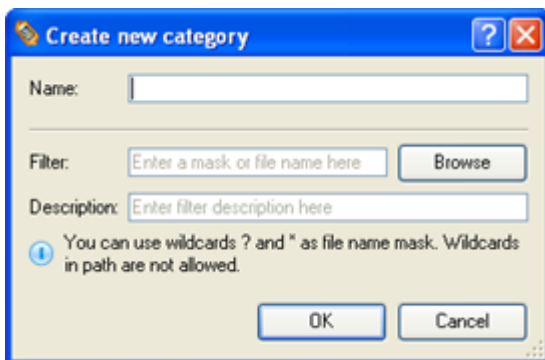 Create new category
Name:
Filter: Enter a mask or file name here Browse
Description: Enter filter description here
You can use wildcards ? and * as file name mask. Wildcards
in path are not allowed.
OK Cancel